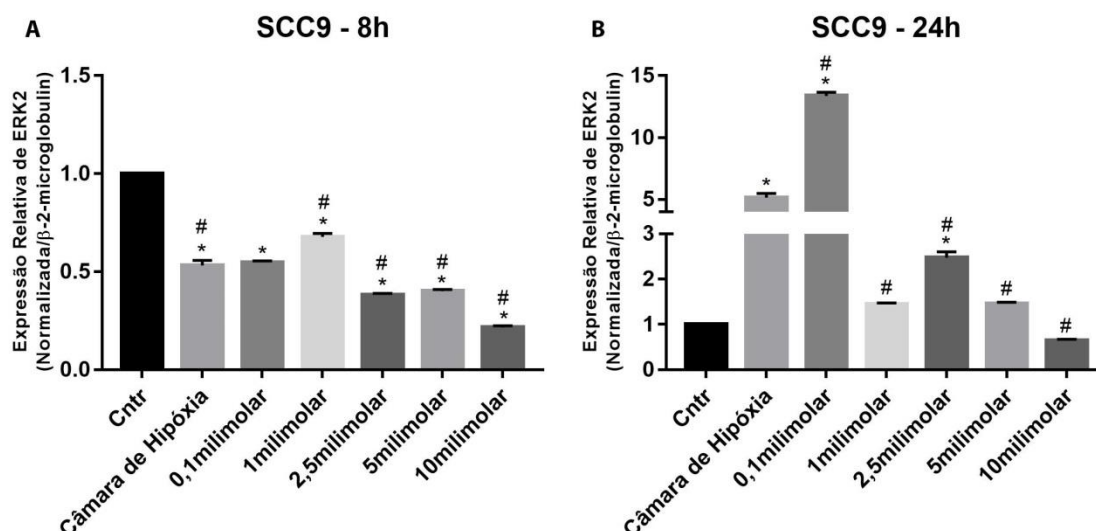 A
SCC9 - 8h
Expressão Relativa de ERK2
(Normalizada/β-2-microglobulin)
1.5
1.0
0.5
0.0
#
*
*
#
*
#
*
#
*
#
*
Cntr
Câmara de Hipóxia
0,1milimolar
1milimolar
2,5milimolar
5milimolar
10milimolar
B
SCC9 - 24h
Expressão Relativa de ERK2
(Normalizada/β-2-microglobulin)
15
10
5
3
2
1
0
*
#
*
#
#
*
#
#
Cntr
Câmara de Hipóxia
0,1milimolar
1milimolar
2,5milimolar
5milimolar
10milimolar